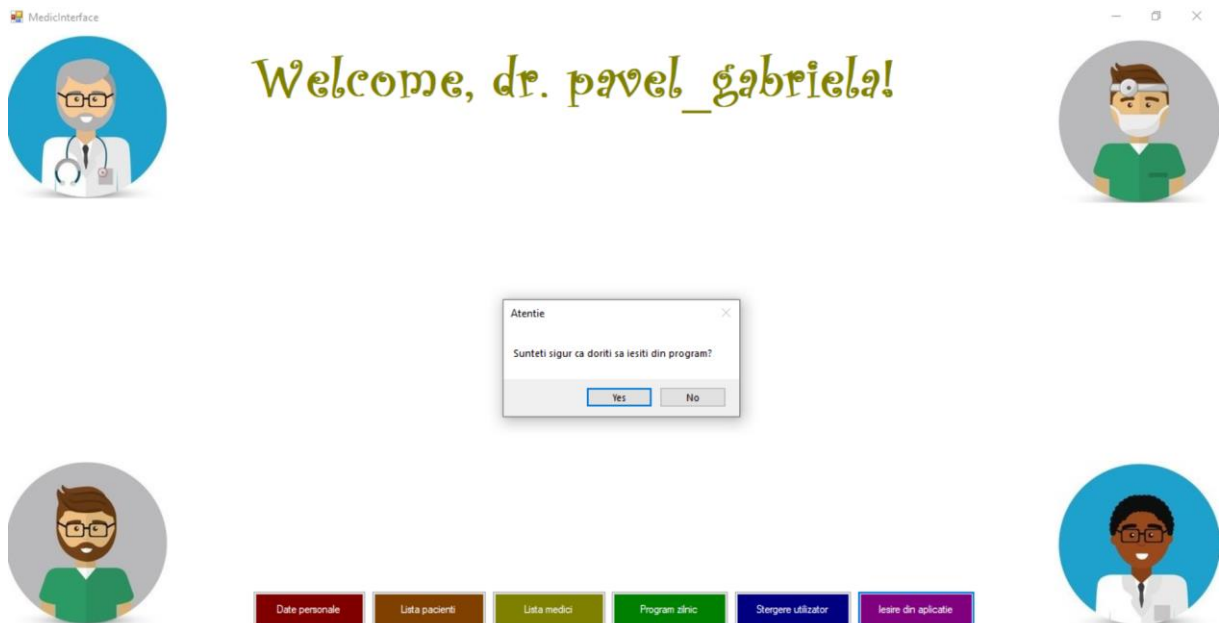 MedicInterface
Welcome, dr. pavel_gabriela!
Atentie
Sunteti sigur ca doriti sa iesiti din program?
Yes No
Date personale Lista pacienti Lista medici Program zilnic Stergere utilizator Iesire din aplicatie